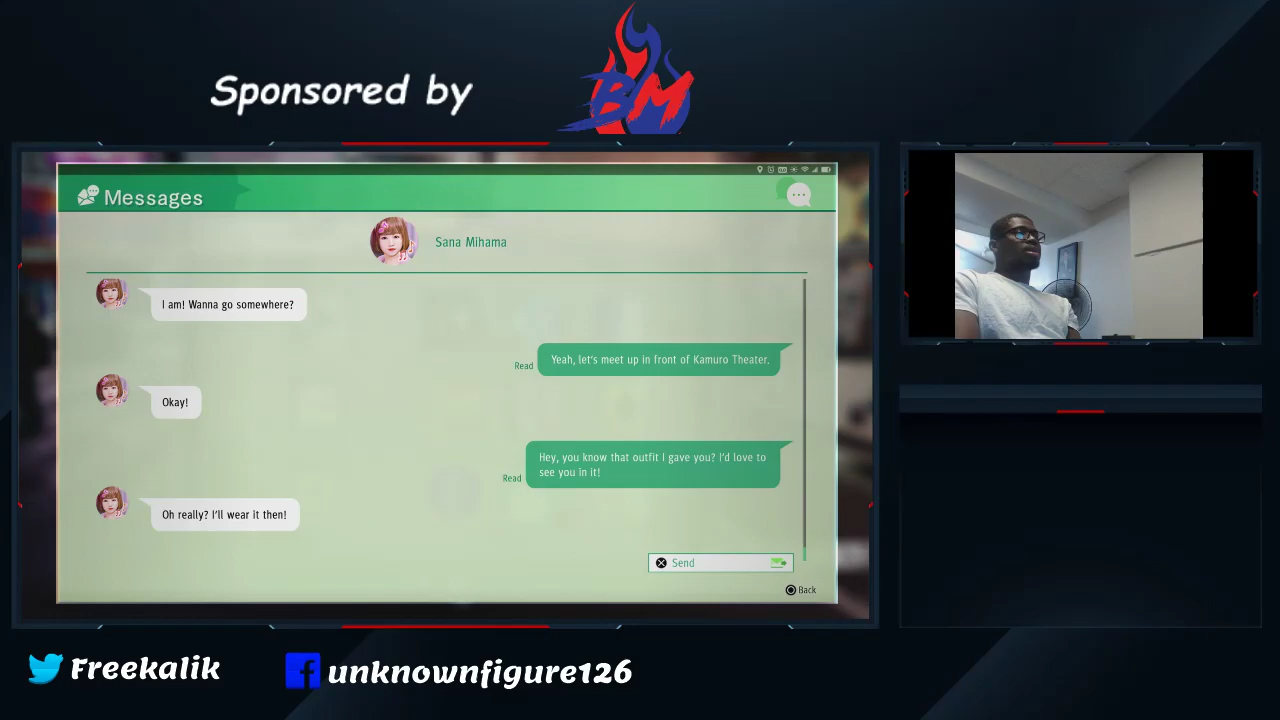 Sponsored by
BM
Messages
Sana Mihama
I am! Wanna go somewhere?
Read
Yeah, let's meet up in front of Kamuro Theater.
Okay!
Hey, you know that outfit I gave you? I'd love to
see you in it!
Read
Oh really? I'll wear it then!
Send
Back
Freekalik
unknownfigure126